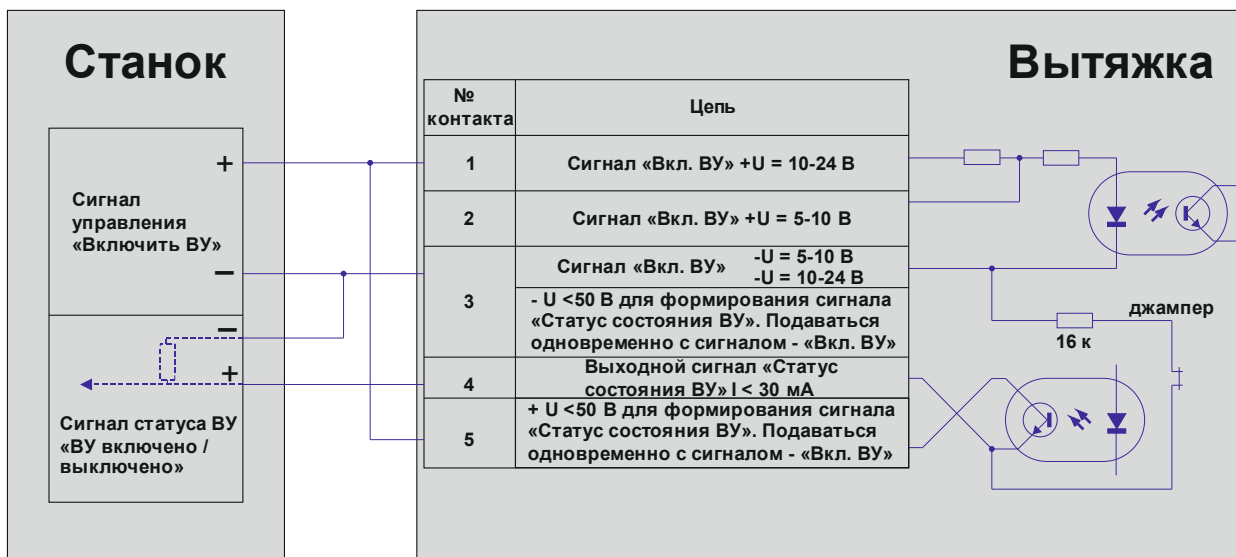 Станок
Вытяжка
+
Сигнал
управления
«Включить ВУ»
−
−
+
Сигнал статуса ВУ
«ВУ включено /
выключено»
№
контакта
Цепь
1
Сигнал «Вкл. ВУ» +U = 10-24 В
2
Сигнал «Вкл. ВУ» +U = 5-10 В
3
Сигнал «Вкл. ВУ» -U = 5-10 В
-U = 10-24 В
- U <50 В для формирования сигнала
«Статус состояния ВУ». Подаваться
одновременно с сигналом - «Вкл. ВУ»
4
Выходной сигнал «Статус
состояния ВУ» I < 30 мА
5
+ U <50 В для формирования сигнала
«Статус состояния ВУ». Подаваться
одновременно с сигналом - «Вкл. ВУ»
джампер
16 к